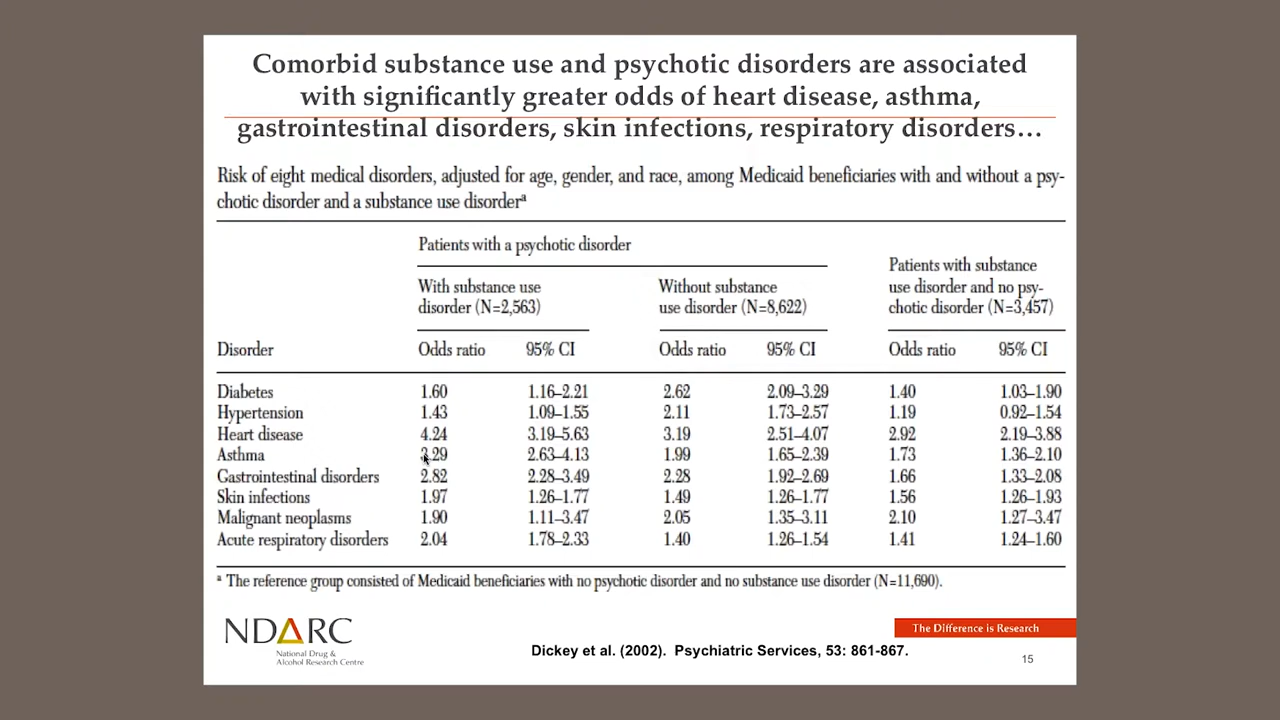 Comorbid substance use and psychotic disorders are associated
with significantly greater odds of heart disease, asthma,
gastrointestinal disorders, skin infections, respiratory disorders…
Risk of eight medical disorders, adjusted for age, gender, and race, among Medicaid beneficiaries with and without a psy-
chotic disorder and a substance use disorderᵃ
Patients with a psychotic disorder
With substance use
disorder (N=2,563)
Without substance
use disorder (N=8,622)
Patients with substance
use disorder and no psy-
chotic disorder (N=3,457)
Disorder Odds ratio 95% CI Odds ratio 95% CI Odds ratio 95% CI
Diabetes 1.60 1.16–2.21 2.62 2.09–3.29 1.40 1.03–1.90
Hypertension 1.43 1.09–1.55 2.11 1.73–2.57 1.19 0.92–1.54
Heart disease 4.24 3.19–5.63 3.19 2.51–4.07 2.92 2.19–3.88
Asthma 3.29 2.63–4.13 1.99 1.65–2.39 1.73 1.36–2.10
Gastrointestinal disorders 2.82 2.28–3.49 2.28 1.92–2.69 1.66 1.33–2.08
Skin infections 1.97 1.26–1.77 1.49 1.26–1.77 1.56 1.26–1.93
Malignant neoplasms 1.90 1.11–3.47 2.05 1.35–3.11 2.10 1.27–3.47
Acute respiratory disorders 2.04 1.78–2.33 1.40 1.26–1.54 1.41 1.24–1.60
ᵃ The reference group consisted of Medicaid beneficiaries with no psychotic disorder and no substance use disorder (N=11,690).
NDARC
National Drug &
Alcohol Research Centre
The Difference is Research
Dickey et al. (2002). Psychiatric Services, 53: 861-867.
15